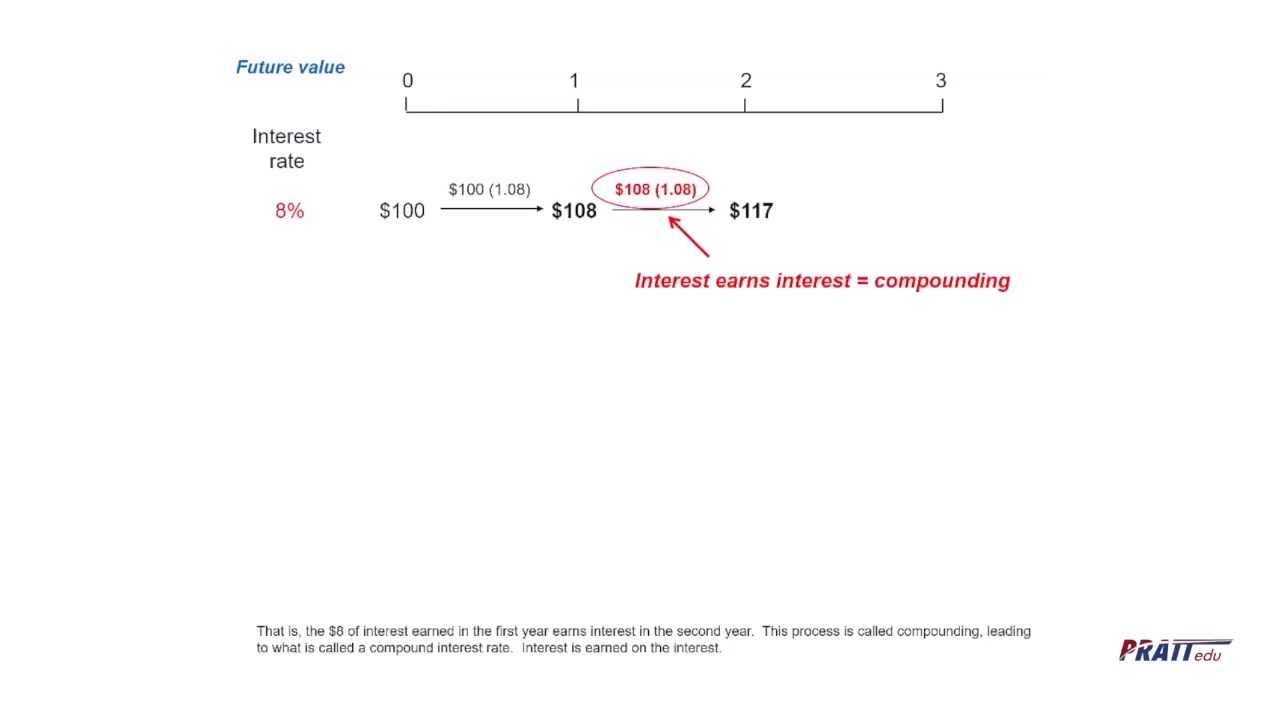 Future value
0 1 2 3
Interest
rate
$100 (1.08) $108 (1.08)
8% $100 $108 $117
Interest earns interest = compounding
That is, the $8 of interest earned in the first year earns interest in the second year. This process is called compounding, leading
to what is called a compound interest rate. Interest is earned on the interest.
PRATT edu